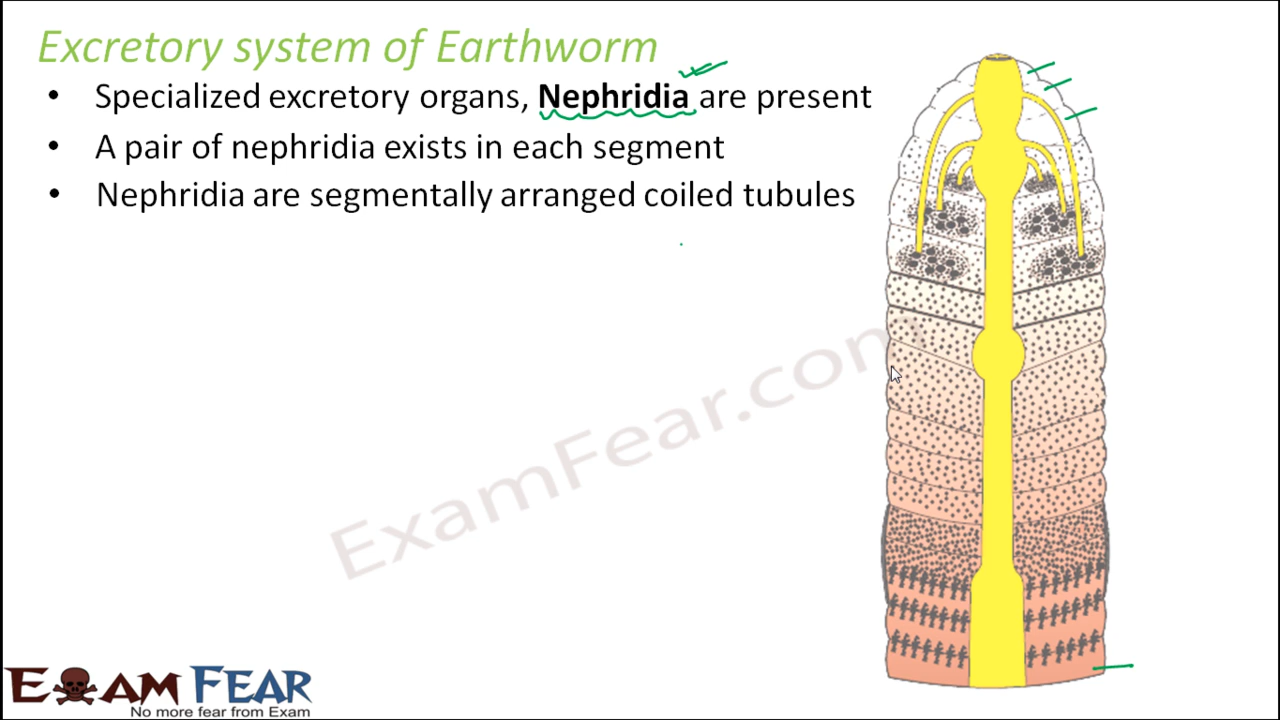 Excretory system of Earthworm
• Specialized excretory organs, Nephridia are present
• A pair of nephridia exists in each segment
• Nephridia are segmentally arranged coiled tubules
ExamFear.com
EXAM FEAR
No more fear from Exam